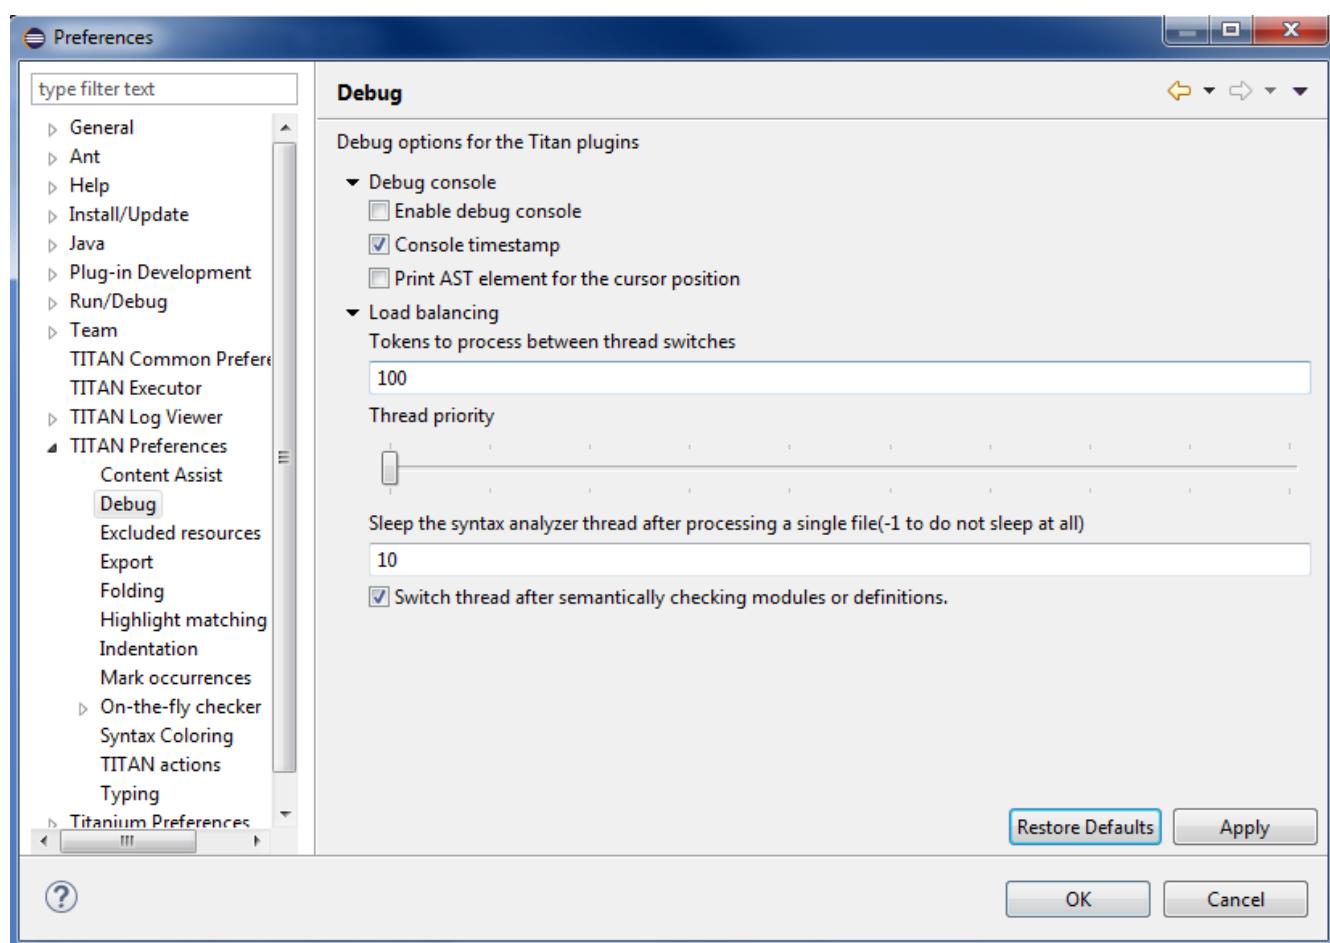 Preferences
type filter text
General
Ant
Help
Install/Update
Java
Plug-in Development
Run/Debug
Team
TITAN Common Prefere
TITAN Executor
TITAN Log Viewer
TITAN Preferences
Content Assist
Debug
Excluded resources
Export
Folding
Highlight matching
Indentation
Mark occurrences
On-the-fly checker
Syntax Coloring
TITAN actions
Typing
Titanium Preferences
Debug
Debug options for the Titan plugins
Debug console
Enable debug console
Console timestamp
Print AST element for the cursor position
Load balancing
Tokens to process between thread switches
100
Thread priority
Sleep the syntax analyzer thread after processing a single file(-1 to do not sleep at all)
10
Switch thread after semantically checking modules or definitions.
Restore Defaults Apply
? OK Cancel